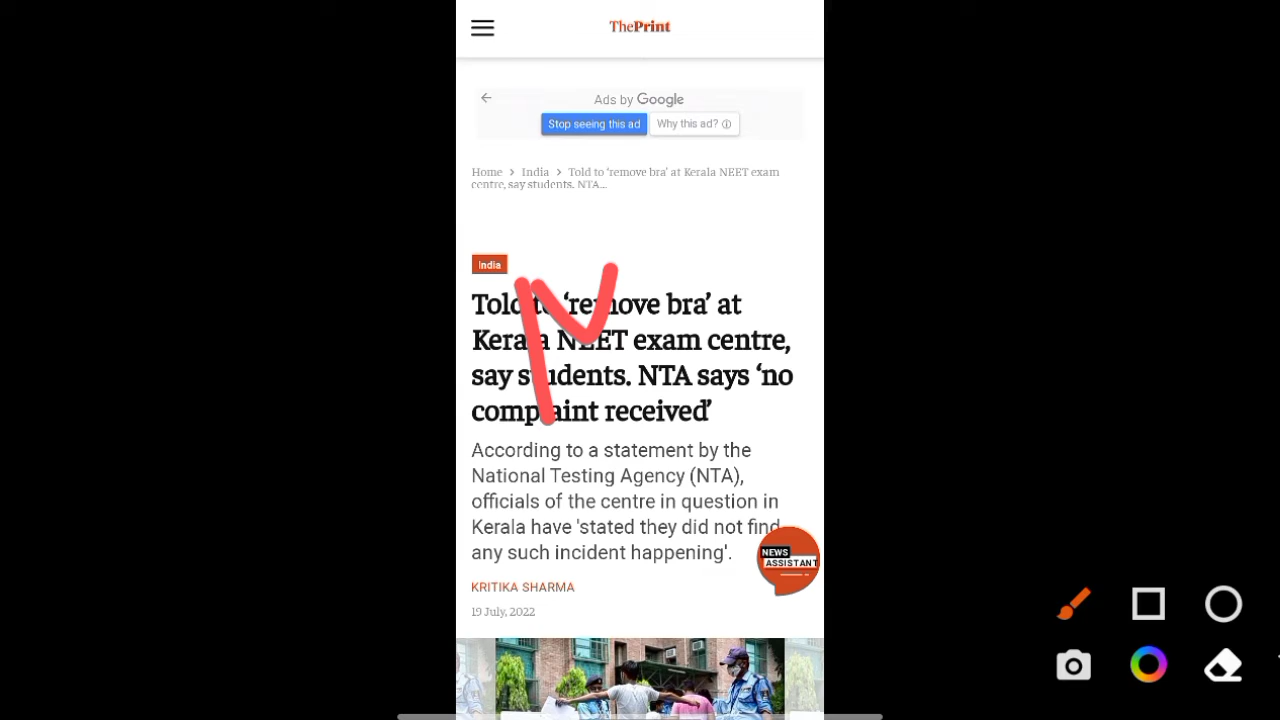 ThePrint
Ads by Google
Stop seeing this ad Why this ad?
Home > India > Told to ‘remove bra’ at Kerala NEET exam
centre, say students. NTA...
India
Told to ‘remove bra’ at
Kerala NEET exam centre,
say students. NTA says ‘no
complaint received’
According to a statement by the
National Testing Agency (NTA),
officials of the centre in question in
Kerala have 'stated they did not find
any such incident happening'.
NEWS
ASSISTANT
KRITIKA SHARMA
19 July, 2022